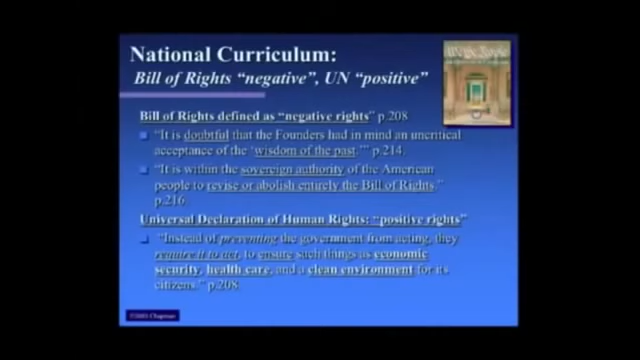 National Curriculum:
Bill of Rights “negative”, UN “positive”
We the People
Bill of Rights defined as “negative rights” p.208
“It is doubtful that the Founders had in mind an uncritical
acceptance of the ‘wisdom of the past.’” p.214.
“It is within the sovereign authority of the American
people to revise or abolish entirely the Bill of Rights.”
p.216.
Universal Declaration of Human Rights: “positive rights”
“Instead of preventing the government from acting, they
require it to act, to ensure such things as economic
security, health care, and a clean environment for its
citizens.” p.208.
Chapman